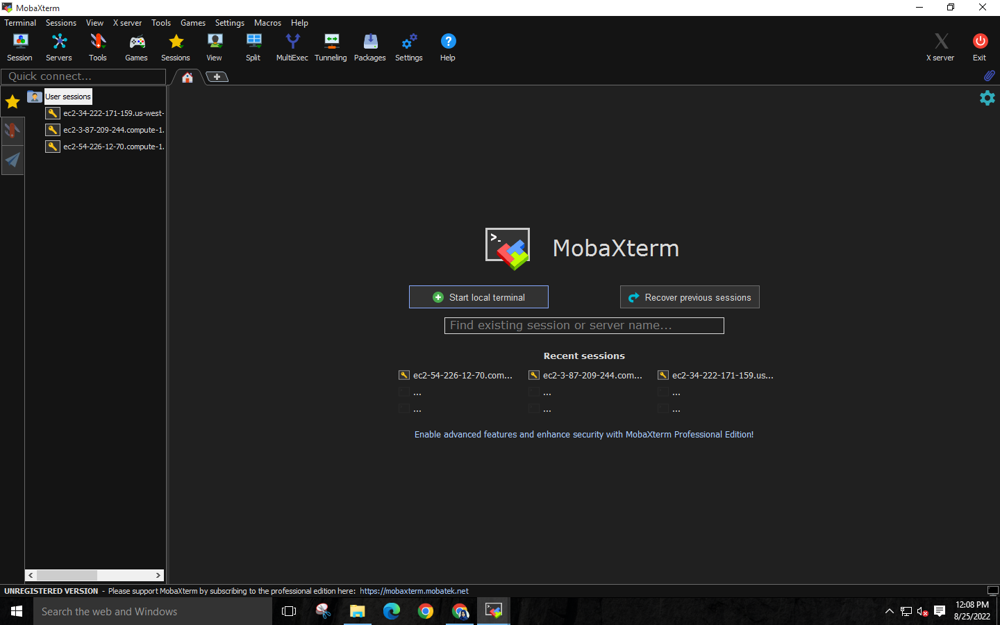 MobaXterm
Terminal Sessions View X server Tools Games Settings Macros Help
Session Servers Tools Games Sessions View Split MultiExec Tunneling Packages Settings Help X server Exit
Quick connect...
User sessions
ec2-34-222-171-159.us-west-
ec2-3-87-209-244.compute-1.
ec2-54-226-12-70.compute-1.
MobaXterm
Start local terminal Recover previous sessions
Find existing session or server name...
Recent sessions
ec2-54-226-12-70.com... ec2-3-87-209-244.com... ec2-34-222-171-159.us...
... ... ...
... ... ...
Enable advanced features and enhance security with MobaXterm Professional Edition!
UNREGISTERED VERSION - Please support MobaXterm by subscribing to the professional edition here: https://mobaxterm.mobatek.net
Search the web and Windows
12:08 PM
8/25/2022